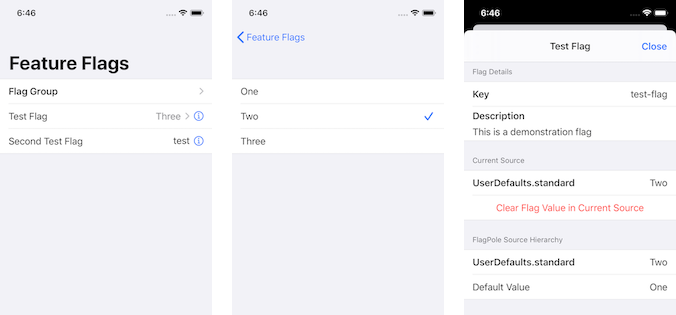 6:46
Feature Flags
Flag Group
Test Flag Three
Second Test Flag test
6:46
Feature Flags
One
Two
Three
6:46
Test Flag Close
Flag Details
Key test-flag
Description
This is a demonstration flag
Current Source
UserDefaults.standard Two
Clear Flag Value in Current Source
FlagPole Source Hierarchy
UserDefaults.standard Two
Default Value One